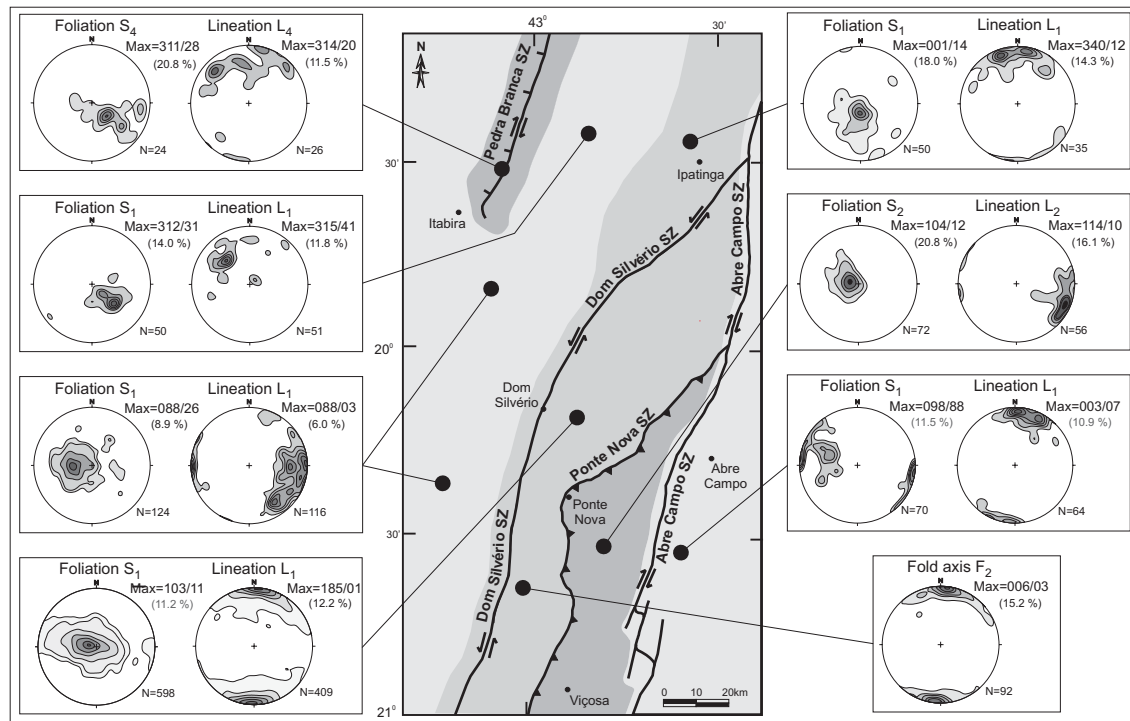 Foliation S4
Lineation L4
N
N
Max=311/28
(20.8 %)
Max=314/20
(11.5 %)
N=24
N=26
Foliation S1
Lineation L1
N
N
Max=312/31
(14.0 %)
Max=315/41
(11.8 %)
N=50
N=51
Foliation S1
Lineation L1
N
N
Max=088/26
(8.9 %)
Max=088/03
(6.0 %)
N=124
N=116
Foliation S1
Lineation L1
N
N
Max=103/11
(11.2 %)
Max=185/01
(12.2 %)
N=598
N=409
43
0
30'
N
Pedra Branca SZ
30'
Itabira
Ipatinga
Dom Silvério SZ
Abre Campo SZ
20
0
Dom
Silvério
Ponte Nova SZ
Abre
Campo
Ponte
Nova
30'
Abre Campo SZ
Dom Silvério SZ
Viçosa
0 10 20km
21
0
Foliation S1
Lineation L1
N
N
Max=001/14
(18.0 %)
Max=340/12
(14.3 %)
N=50
N=35
Foliation S2
Lineation L2
N
N
Max=104/12
(20.8 %)
Max=114/10
(16.1 %)
N=72
N=56
Foliation S1
Lineation L1
N
N
Max=098/88
(11.5 %)
Max=003/07
(10.9 %)
N=70
N=64
Fold axis F2
N
Max=006/03
(15.2 %)
N=92